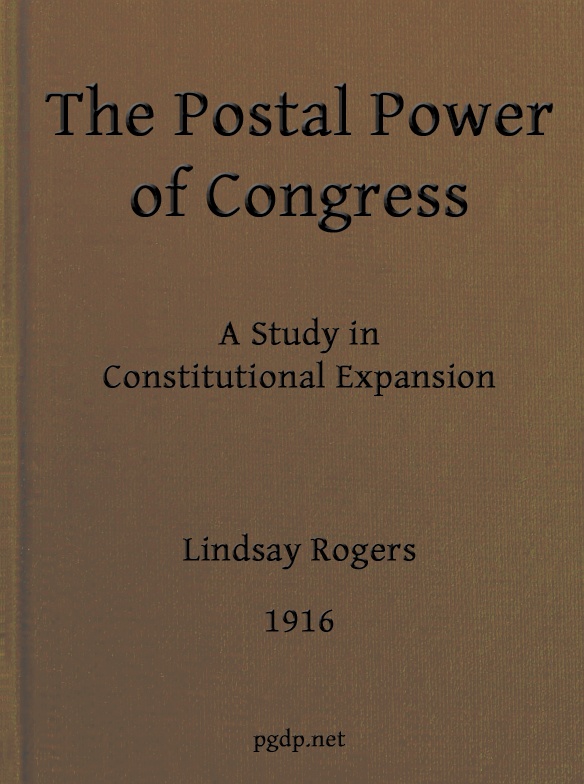 The Postal Power
of Congress
A Study in
Constitutional Expansion
Lindsay Rogers
1916
pgdp.net